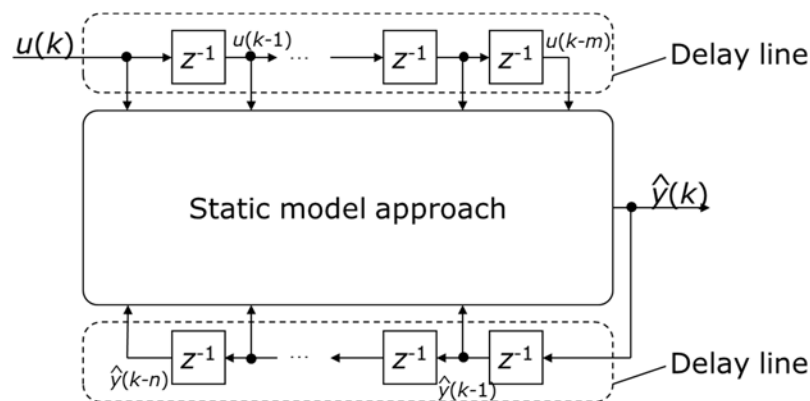 u(k)
z⁻¹
u(k-1)
...
z⁻¹
z⁻¹
u(k-m)
Delay line
Static model approach
ŷ(k)
ŷ(k-n)
z⁻¹
...
z⁻¹
ŷ(k-1)
z⁻¹
Delay line